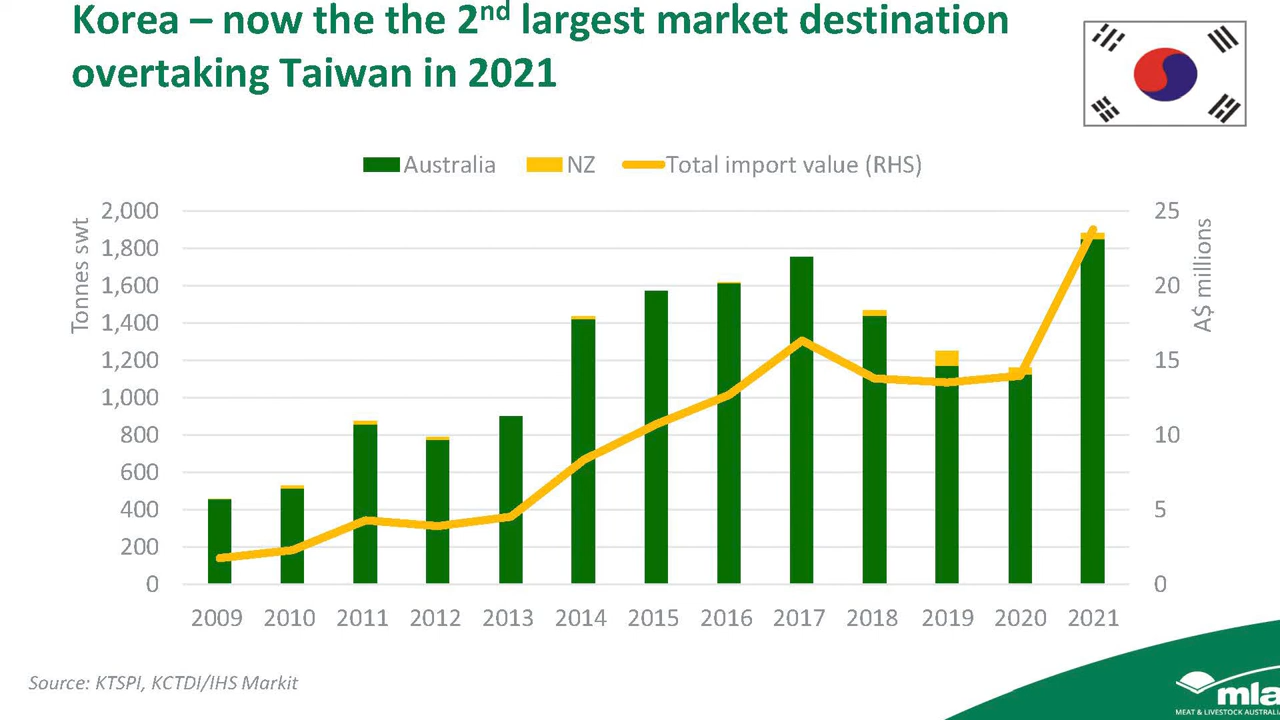 Korea – now the the 2nd largest market destination
overtaking Taiwan in 2021
Australia NZ Total import value (RHS)
Tonnes swt
A$ millions
2,000
1,800
1,600
1,400
1,200
1,000
800
600
400
200
0
25
20
15
10
5
0
2009 2010 2011 2012 2013 2014 2015 2016 2017 2018 2019 2020 2021
Source: KTSPI, KCTDI/IHS Markit
mla
MEAT & LIVESTOCK AUSTRALIA